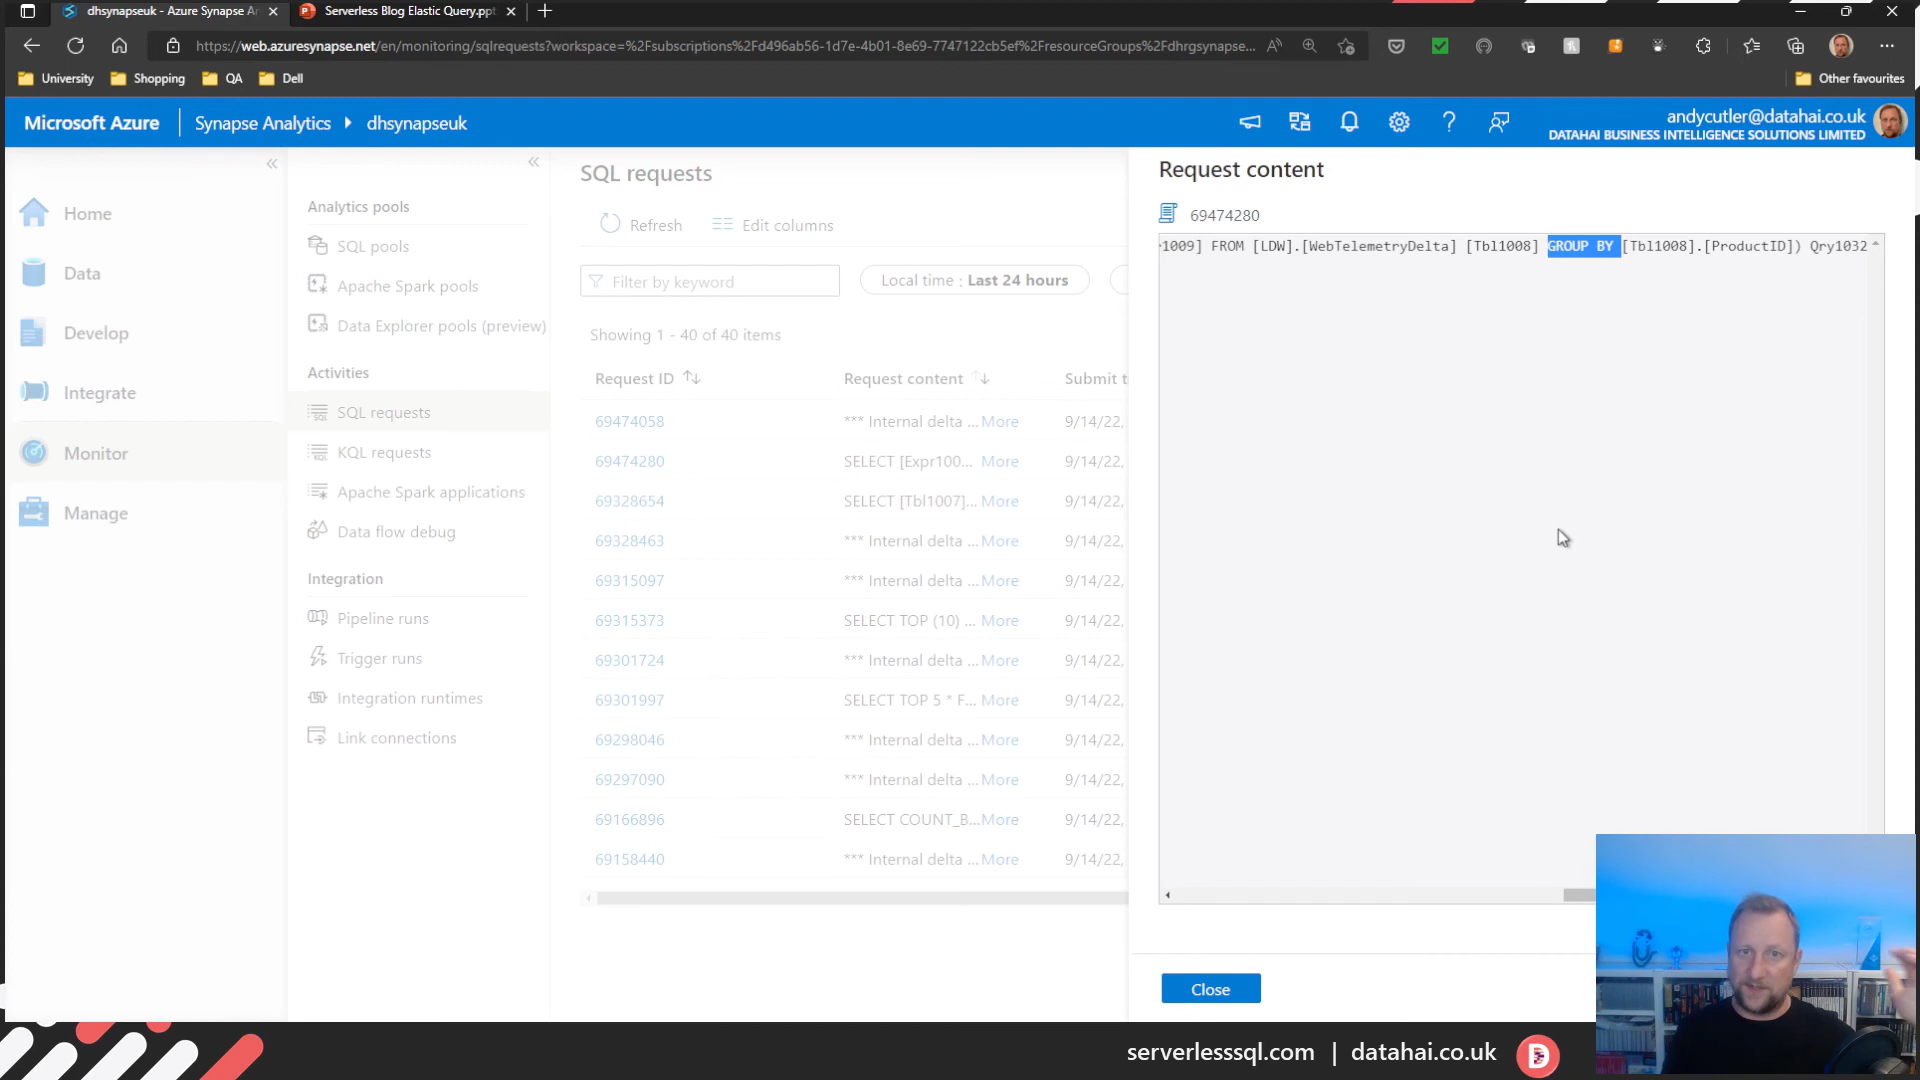 dhsynapseuk - Azure Synapse An
Serverless Blog Elastic Query.ppt
https://web.azuresynapse.net/en/monitoring/sqlrequests?workspace=%2Fsubscriptions%2Fd496ab56-1d7e-4b01-8e69-7747122cb5ef%2FresourceGroups%2Fdhrgsynapse...
University
Shopping
QA
Dell
Other favourites
Microsoft Azure
Synapse Analytics
dhsynapseuk
andycutler@datahai.co.uk
DATAHAI BUSINESS INTELLIGENCE SOLUTIONS LIMITED
Home
Data
Develop
Integrate
Monitor
Manage
Analytics pools
SQL pools
Apache Spark pools
Data Explorer pools (preview)
Activities
SQL requests
KQL requests
Apache Spark applications
Data flow debug
Integration
Pipeline runs
Trigger runs
Integration runtimes
Link connections
SQL requests
Refresh
Edit columns
Filter by keyword
Local time : Last 24 hours
Showing 1 - 40 of 40 items
Request ID Request content Submit t
69474058 *** Internal delta ...More 9/14/22,
69474280 SELECT [Expr100... More 9/14/22,
69328654 SELECT [Tbl1007]... More 9/14/22,
69328463 *** Internal delta ...More 9/14/22,
69315097 *** Internal delta ...More 9/14/22,
69315373 SELECT TOP (10) ... More 9/14/22,
69301724 *** Internal delta ...More 9/14/22,
69301997 SELECT TOP 5 * F... More 9/14/22,
69298046 *** Internal delta ...More 9/14/22,
69297090 *** Internal delta ...More 9/14/22,
69166896 SELECT COUNT_B...More 9/14/22,
69158440 *** Internal delta ...More 9/14/22,
Request content
69474280
1009] FROM [LDW].[WebTelemetryDelta] [Tbl1008] GROUP BY [Tbl1008].[ProductID]) Qry1032
Close
serverlesssql.com | datahai.co.uk